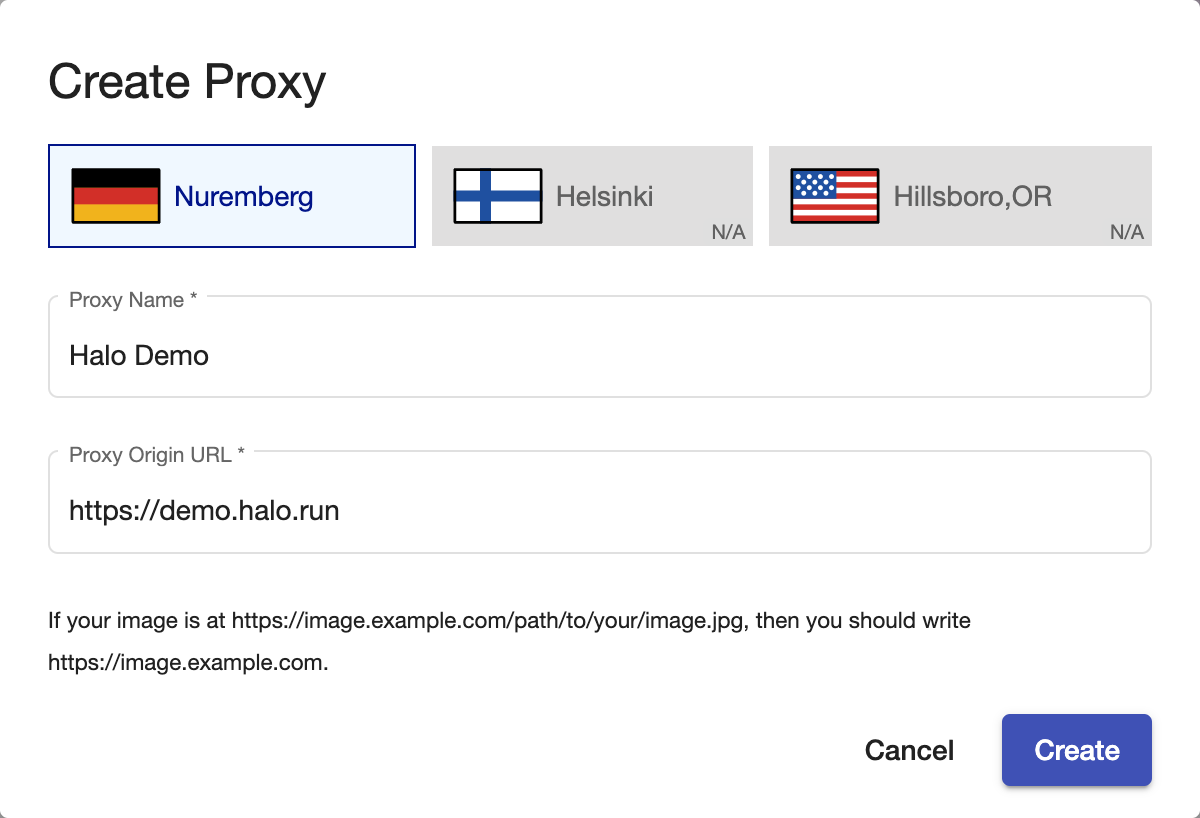 Create Proxy
Nuremberg
Helsinki
N/A
Hillsboro,OR
N/A
Proxy Name *
Halo Demo
Proxy Origin URL *
https://demo.halo.run
If your image is at https://image.example.com/path/to/your/image.jpg, then you should write
https://image.example.com.
Cancel
Create